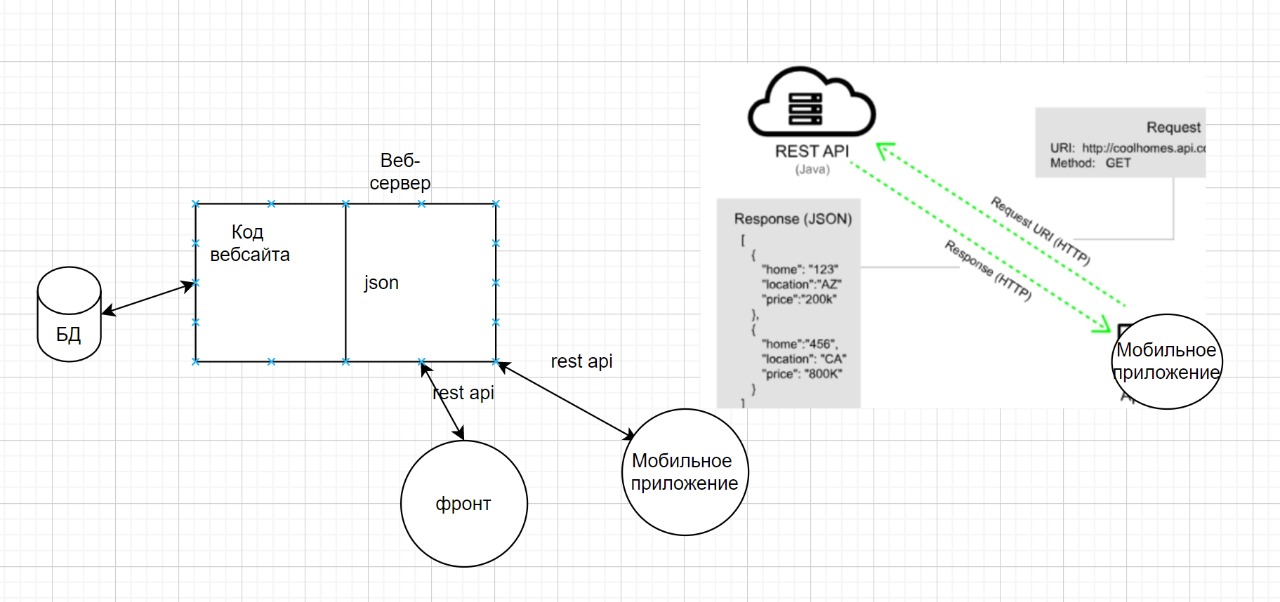 Веб-
сервер
Код
вебсайта
json
БД
rest api
rest api
фронт
Мобильное
приложение
REST API
(Java)
Request
URI: http://coolhomes.api.co
Method: GET
Request URI (HTTP)
Response (HTTP)
Response (JSON)
[
{
"home": "123"
"location":"AZ"
"price":"200k"
},
{
"home":"456",
"location": "CA"
"price": "800K"
}
]
Мобильное
приложение